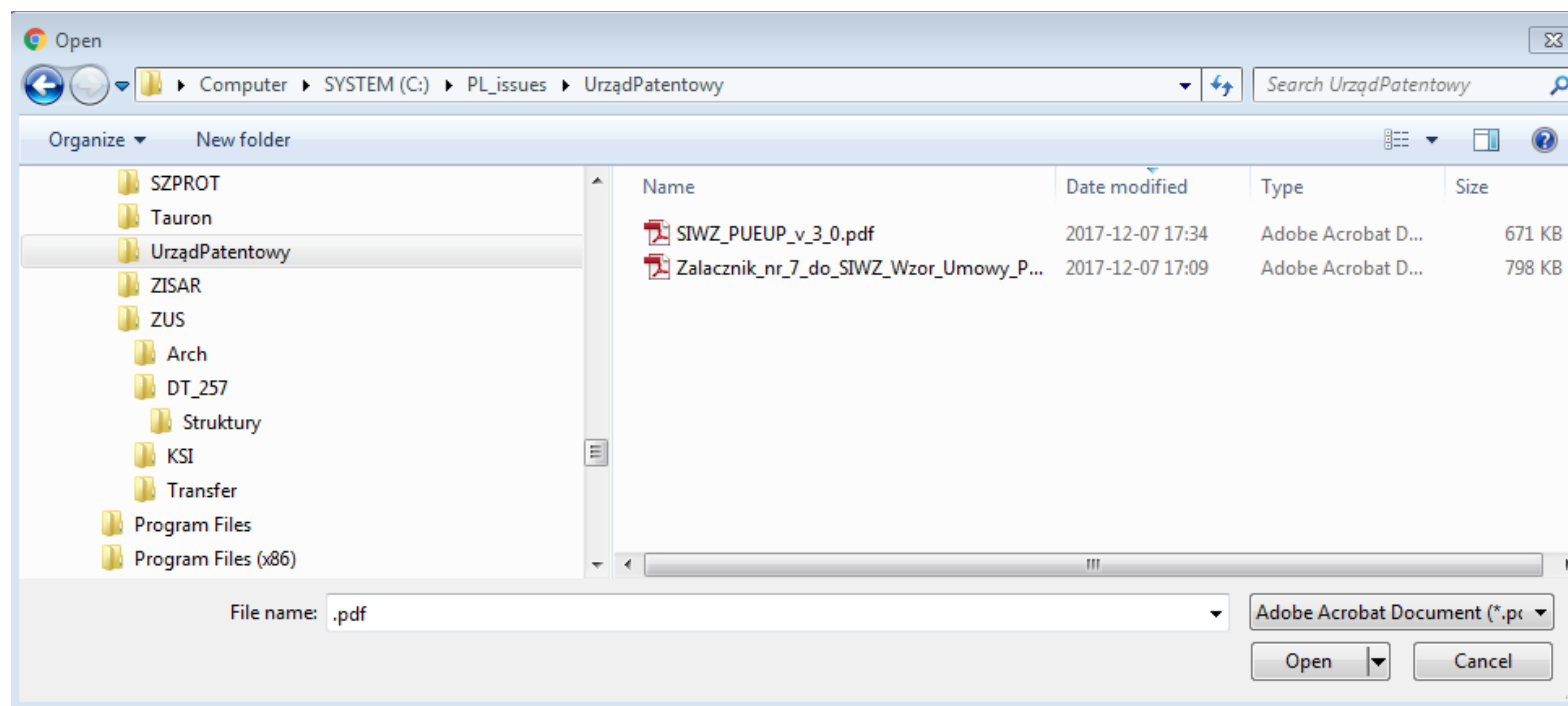 Open
Computer SYSTEM (C:) PL_issues UrządPatentowy Search UrządPatentowy
Organize New folder
SZPROT
Tauron
UrządPatentowy
ZISAR
ZUS
Arch
DT_257
Struktury
KSI
Transfer
Program Files
Program Files (x86)
Name Date modified Type Size
SIWZ_PUEUP_v_3_0.pdf 2017-12-07 17:34 Adobe Acrobat D... 671 KB
Zalacznik_nr_7_do_SIWZ_Wzor_Umowy_P... 2017-12-07 17:09 Adobe Acrobat D... 798 KB
File name: .pdf Adobe Acrobat Document (*.pc
Open Cancel